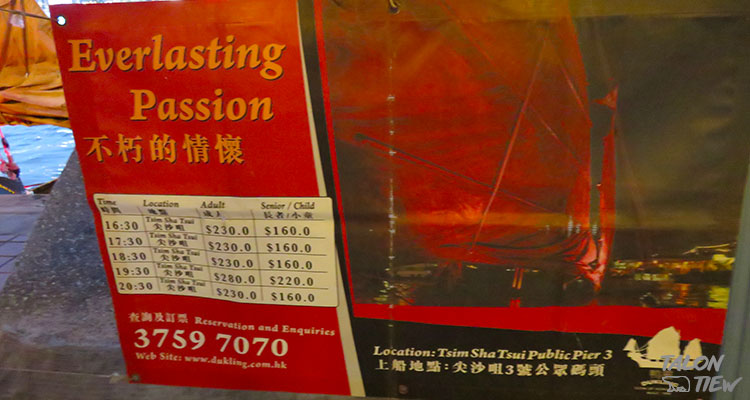 Everlasting
Passion
不朽的情懷
Time Location Adult Senior / Child
時間 地點 成人 長者/小童
16:30 Tsim Sha Tsui 尖沙咀 $230.0 $160.0
17:30 Tsim Sha Tsui 尖沙咀 $230.0 $160.0
18:30 Tsim Sha Tsui 尖沙咀 $230.0 $160.0
19:30 Tsim Sha Tsui 尖沙咀 $280.0 $220.0
20:30 Tsim Sha Tsui 尖沙咀 $230.0 $160.0
查詢及訂票 Reservation and Enquiries
3759 7070
Web Site: www.dukling.com.hk
Location: Tsim Sha Tsui Public Pier 3
上船地點：尖沙咀3號公眾碼頭
TALON
TIEW